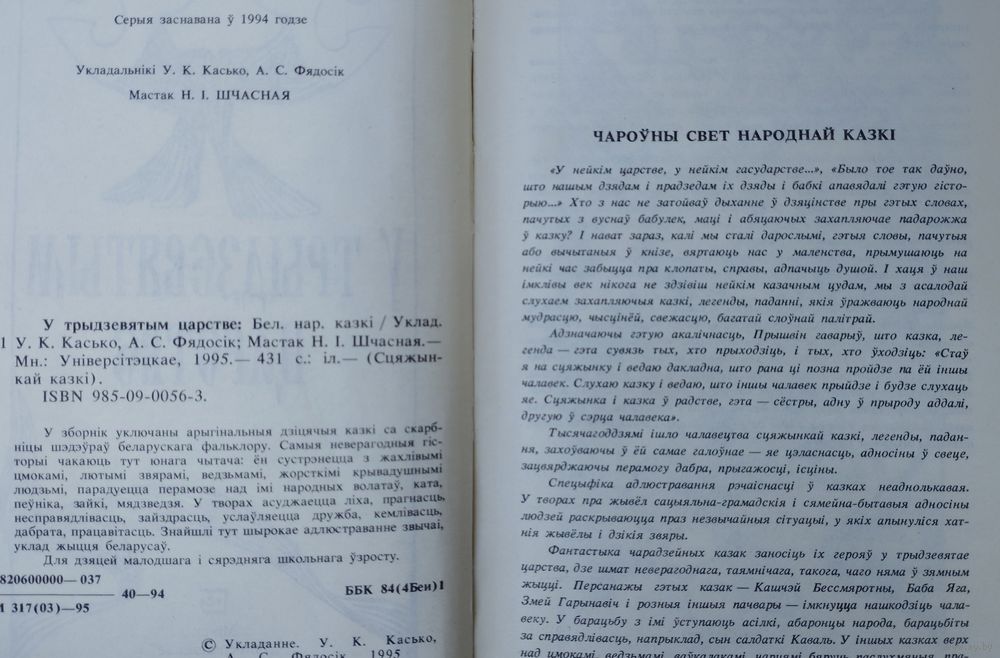 Серыя заснавана ў 1994 годзе
Укладальнікі У. К. Касько, А. С. Фядосік
Мастак Н. І. ШЧАСНАЯ
У трыдзевятым царстве: Бел. нар. казкі / Уклад.
У. К. Касько, А. С. Фядосік; Мастак Н. І. Шчасная.—
Мн.: Універсітэцкае, 1995.— 431 с.: іл.— (Сцяжын-
кай казкі).
ISBN 985-09-0056-3.
У зборнік уключаны арыгінальныя дзіцячыя казкі са скарб-
ніцы шэдэўраў беларускага фальклору. Самыя неверагодныя гіс-
торыі чакаюць тут юнага чытача: ён сустрэнецца з жахлівымі
цмокамі, лютымі звярамі, ведзьмамі, жорсткімі крывадушнымі
людзьмі, парадуецца перамозе над імі народных волатаў, ката,
пеўніка, зайкі, мядзведзя. У творах асуджаецца ліха, прагнасць,
несправядлівасць, зайздрасць, услаўляецца дружба, кемлівасць,
дабрата, працавітасць. Знайшлі тут шырокае адлюстраванне звычаі,
уклад жыцця беларусаў.
Для дзяцей малодшага і сярэдняга школьнага ўзросту.
820600000—037
40—94
М 317(03)—95
ББК 84(4Беи)1
© Укладанне. У. К. Касько,
А. С. Фядосік, 1995
ЧАРОЎНЫ СВЕТ НАРОДНАЙ КАЗКІ
«У нейкім царстве, у нейкім гасударстве...», «Было тое так даўно,
што нашым дзядам і прадзедам іх дзяды і бабкі апавядалі гэтую гісто-
рыю...» Хто з нас не затойваў дыханне ў дзяцінстве пры гэтых словах,
пачутых з вуснаў бабулек, маці і абяцаючых захапляючае падарожжа
ў казку? І нават зараз, калі мы сталі дарослымі, гэтыя словы, пачутыя
або вычытаныя ў кнізе, вяртаюць нас у маленства, прымушаюць на
нейкі час забыцца пра клопаты, справы, адпачыць душой. І хаця ў наш
імклівы век нікога не здзівіш нейкім казачным цудам, мы з асалодай
слухаем захапляючыя казкі, легенды, паданні, якія ўражваюць народнай
мудрасцю, чысцінёй, свежасцю, багатай слоўнай палітрай.
Адзначаючы гэтую акалічнасць, Прышвін гаварыў, што казка, ле-
генда — гэта сувязь тых, хто прыходзіць, і тых, хто ўходзіць: «Стаў
я на сцяжынку і ведаю дакладна, што рана ці позна пройдзе па ёй іншы
чалавек. Слухаю казку і ведаю, што іншы чалавек прыйдзе і будзе слухаць
яе. Сцяжынка і казка ў радстве, гэта — сёстры, адну ў прыроду аддалі,
другую ў сэрца чалавека».
Тысячагоддзямі ішло чалавецтва сцяжынкай казкі, легенды, падан-
ня, захоўваючы ў ёй самае галоўнае — яе цэласнасць, адносіны ў свеце,
зацвярджаючы перамогу дабра, прыгажосці, ісціны.
Спецыфіка адлюстравання рэчаіснасці ў казках неаднолькавая.
У творах пра жывёл сацыяльна-грамадскія і сямейна-бытавыя адносіны
людзей раскрываюцца праз незвычайныя сітуацыі, у якіх апынуліся хат-
нія жывёлы і дзікія звяры.
Фантастыка чарадзейных казак заносіць іх герояў у трыдзевятае
царства, дзе шмат неверагоднага, таямнічага, такога, чаго няма ў зямным
жыцці. Персанажы гэтых казак — Кашчэй Бессмяротны, Баба Яга,
Змей Гарынавіч і розныя іншыя пачвары — імкнуцца нашкодзіць чала-
веку. У барацьбу з імі ўступаюць асілкі, абаронцы народа, барацьбіты
за справядлівасць, напрыклад, сын салдаткі Каваль. У іншых казках верх
над цмокамі, ведзьмамі, ваўкалакамі, чарцямі бяруць паслухмяныя, пра-